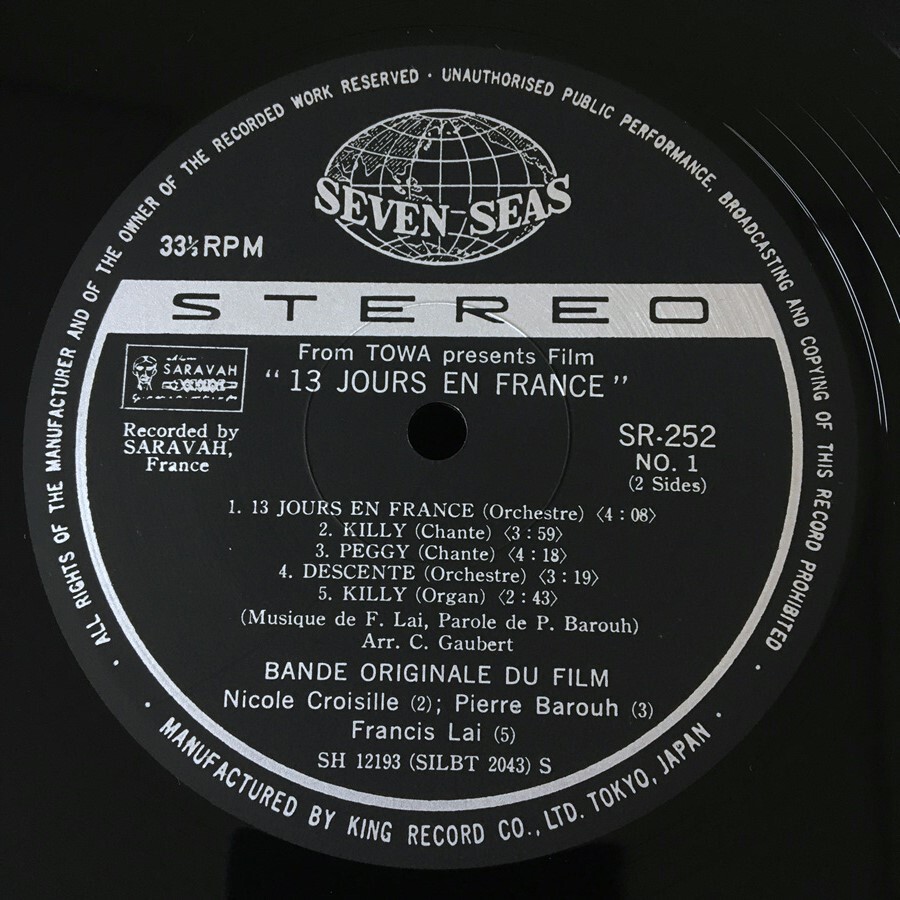 ALL RIGHTS OF THE MANUFACTURER AND OF THE OWNER OF THE RECORDED WORK RESERVED · UNAUTHORISED PUBLIC PERFORMANCE, BROADCASTING AND COPYING OF THIS RECORD PROHIBITED ·
SEVEN SEAS
33⅓ RPM
STEREO
From TOWA presents Film
“13 JOURS EN FRANCE”
SARAVAH
Recorded by
SARAVAH,
France
SR-252
NO. 1
(2 Sides)
1. 13 JOURS EN FRANCE (Orchestre) 〈4 : 08〉
2. KILLY (Chante) 〈3 : 59〉
3. PEGGY (Chante) 〈4 : 18〉
4. DESCENTE (Orchestre) 〈3 : 19〉
5. KILLY (Organ) 〈2 : 43〉
(Musique de F. Lai, Parole de P. Barouh)
Arr. C. Gaubert
BANDE ORIGINALE DU FILM
Nicole Croisille (2); Pierre Barouh (3)
Francis Lai (5)
SH 12193 (SILBT 2043) S
· MANUFACTURED BY KING RECORD CO., LTD. TOKYO, JAPAN ·